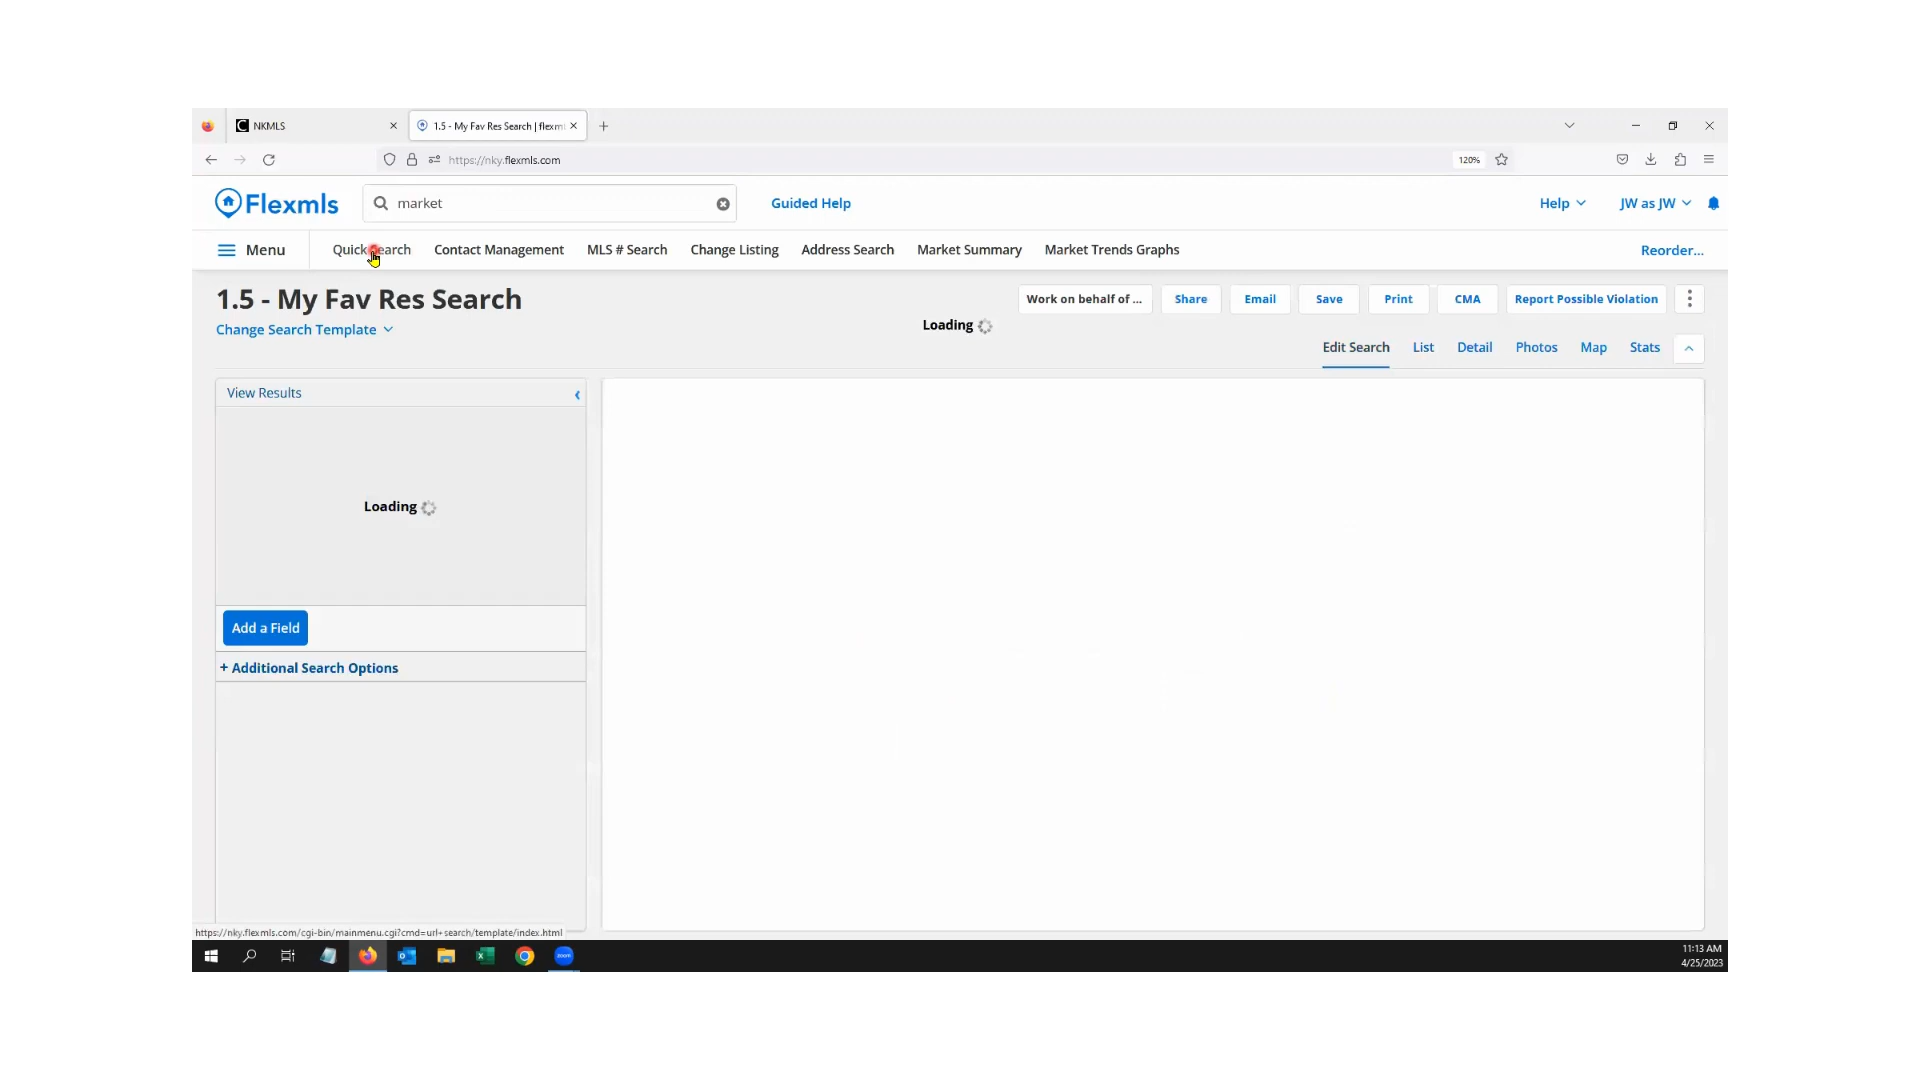 NKMLS
1.5 - My Fav Res Search | flexm
https://nky.flexmls.com
120%
Flexmls
market
Guided Help
Help
JW as JW
Menu
Quick Search
Contact Management
MLS # Search
Change Listing
Address Search
Market Summary
Market Trends Graphs
Reorder...
1.5 - My Fav Res Search
Work on behalf of ...
Share
Email
Save
Print
CMA
Report Possible Violation
Change Search Template
Loading
Edit Search
List
Detail
Photos
Map
Stats
View Results
Loading
Add a Field
+ Additional Search Options
https://nky.flexmls.com/cgi-bin/mainmenu.cgi?cmd=url+search/template/index.html
zoom
11:13 AM
4/25/2023